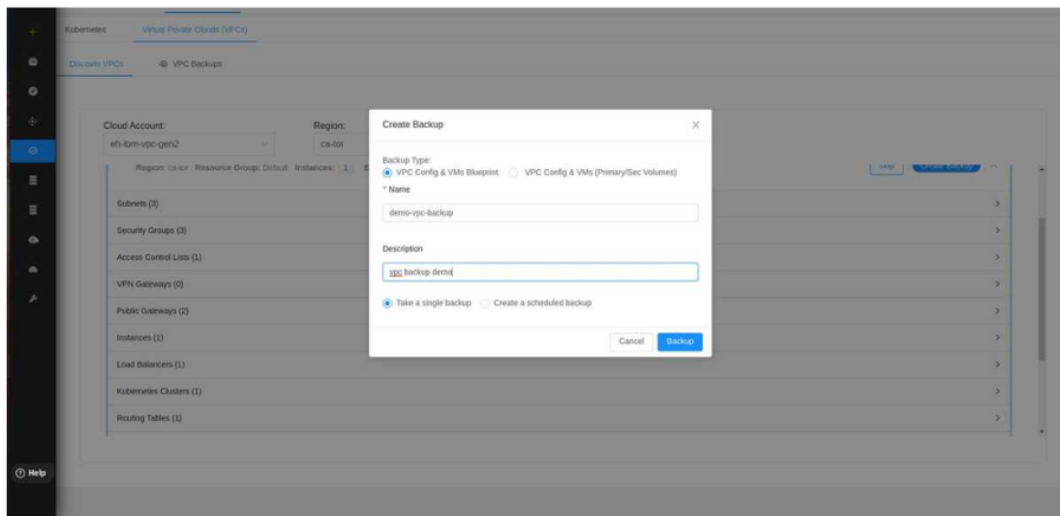 Kubernetes Virtual Private Clouds (VPCs)
Discover VPCs VPC Backups
Cloud Account: Region:
eh-ibm-vpc-gen2 ca-tor
Region: ca-tor Resource Group: Default Instances: 1 Create Backup
Create Backup
Backup Type:
VPC Config & VMs Blueprint. VPC Config & VMs (Primary/Sec Volumes)
* Name
demo-vpc-backup
Description
vpc backup demo
Take a single backup Create a scheduled backup
Cancel Backup
Subnets (3)
Security Groups (3)
Access Control Lists (1)
VPN Gateways (0)
Public Gateways (2)
Instances (1)
Load Balancers (1)
Kubernetes Clusters (1)
Routing Tables (1)
Help